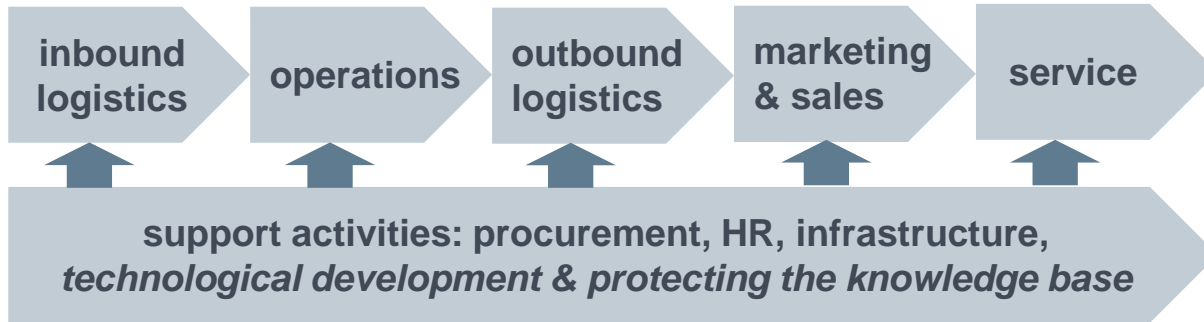 inbound
logistics
operations
outbound
logistics
marketing
& sales
service
support activities: procurement, HR, infrastructure,
technological development & protecting the knowledge base